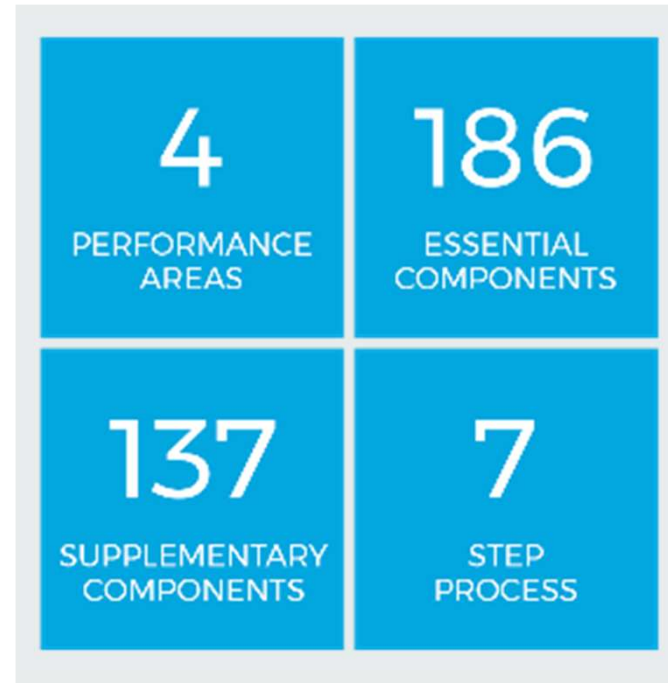 4
PERFORMANCE
AREAS
186
ESSENTIAL
COMPONENTS
137
SUPPLEMENTARY
COMPONENTS
7
STEP
PROCESS